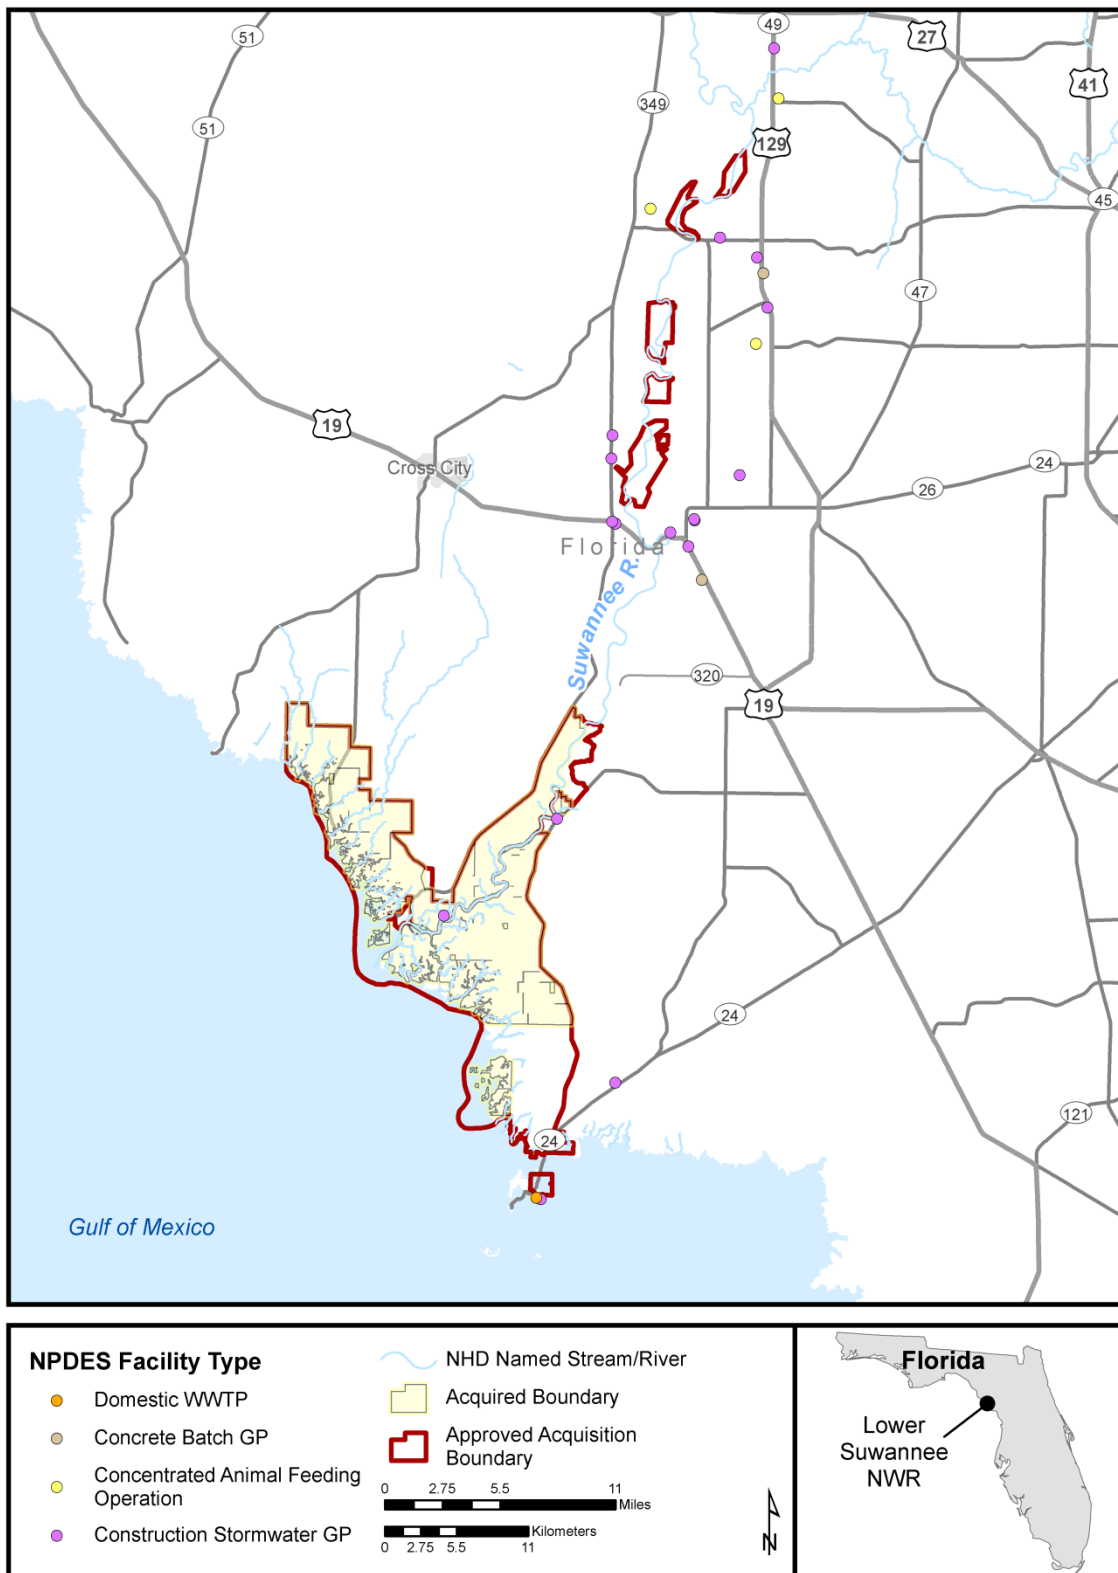 51
49
27
41
349
51
129
45
47
19
Cross City
24
26
Florida
Suwannee R.
320
19
24
121
24
Gulf of Mexico
NPDES Facility Type
Domestic WWTP
Concrete Batch GP
Concentrated Animal Feeding
Operation
Construction Stormwater GP
NHD Named Stream/River
Acquired Boundary
Approved Acquisition
Boundary
0 2.75 5.5 11
Miles
Kilometers
0 2.75 5.5 11
N
Florida
Lower
Suwannee
NWR